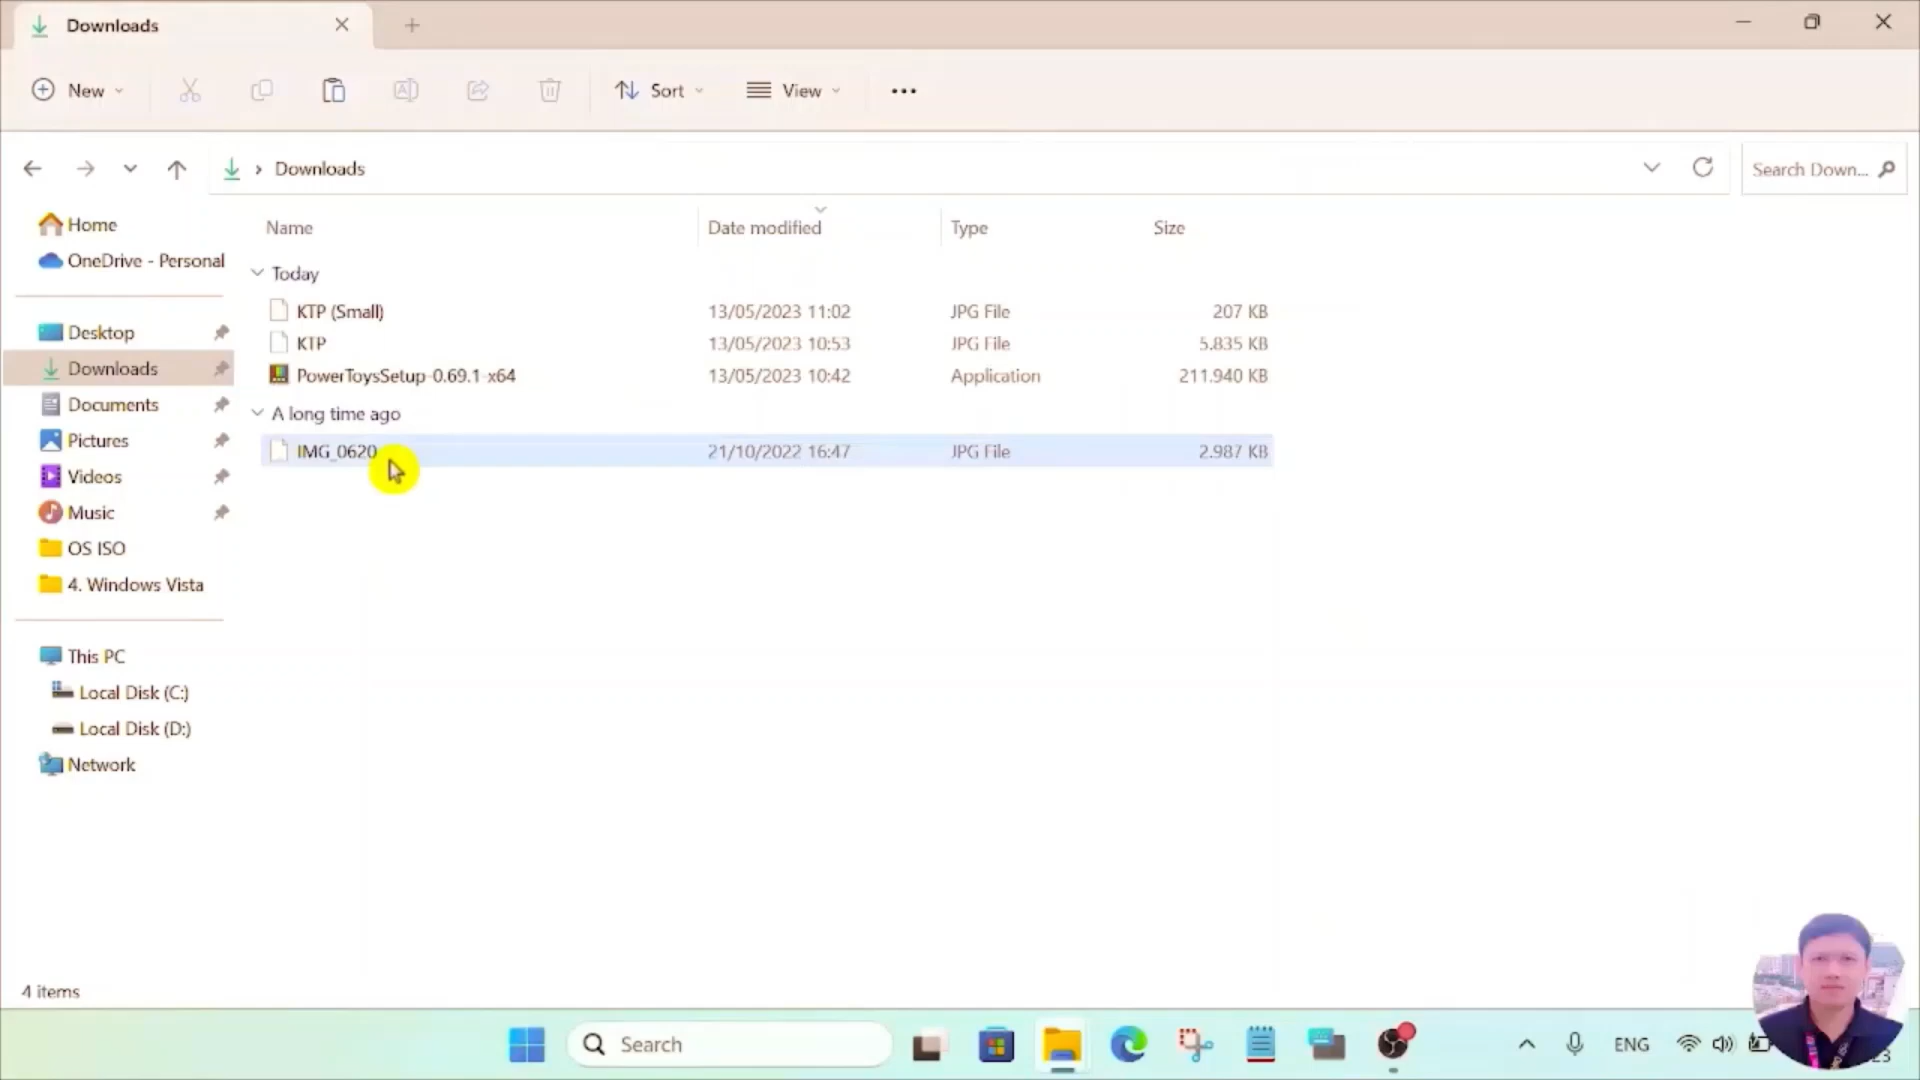 Downloads
New Sort View •••
Downloads Search Down...
Home
OneDrive - Personal
Desktop
Downloads
Documents
Pictures
Videos
Music
OS ISO
4. Windows Vista
This PC
Local Disk (C:)
Local Disk (D:)
Network
Name Date modified Type Size
Today
KTP (Small) 13/05/2023 11:02 JPG File 207 KB
KTP 13/05/2023 10:53 JPG File 5.835 KB
PowerToysSetup-0.69.1-x64 13/05/2023 10:42 Application 211.940 KB
A long time ago
IMG_0620 21/10/2022 16:47 JPG File 2.987 KB
4 items
Search ENG